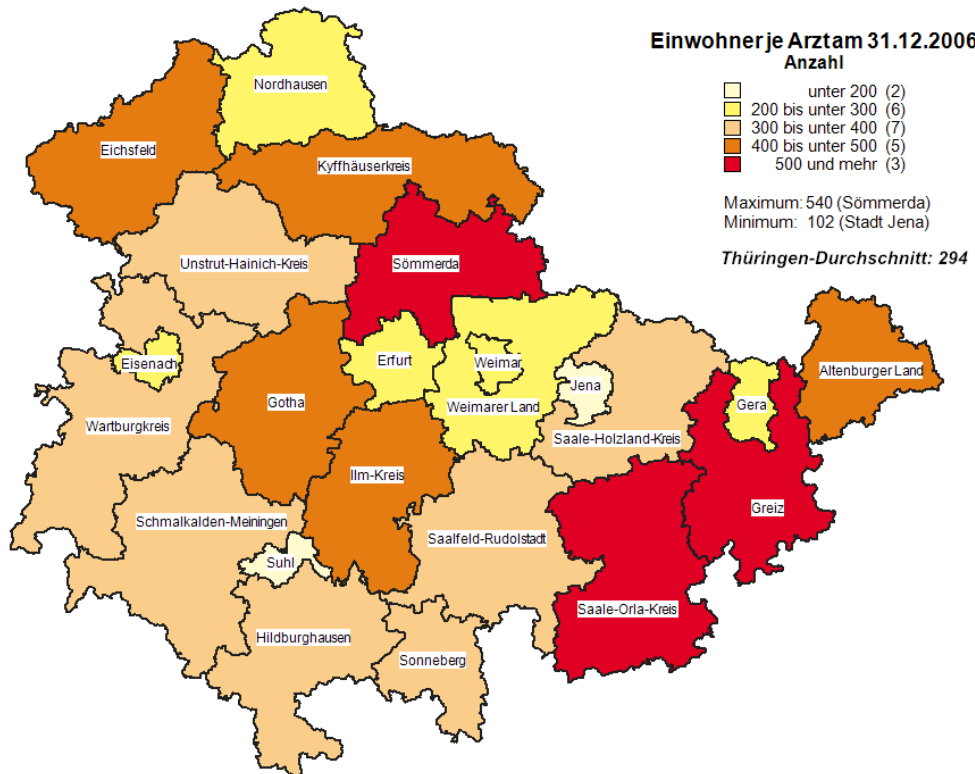 Einwohner je Arzt am 31.12.2006
Anzahl
unter 200 (2)
200 bis unter 300 (6)
300 bis unter 400 (7)
400 bis unter 500 (5)
500 und mehr (3)
Maximum: 540 (Sömmerda)
Minimum: 102 (Stadt Jena)
Thüringen-Durchschnitt: 294
Nordhausen
Eichsfeld
Kyffhäuserkreis
Unstrut-Hainich-Kreis
Sömmerda
Eisenach
Erfurt
Weimar
Jena
Altenburger Land
Gotha
Weimarer Land
Gera
Wartburgkreis
Saale-Holzland-Kreis
Ilm-Kreis
Greiz
Schmalkalden-Meiningen
Saalfeld-Rudolstadt
Suhl
Saale-Orla-Kreis
Hildburghausen
Sonneberg